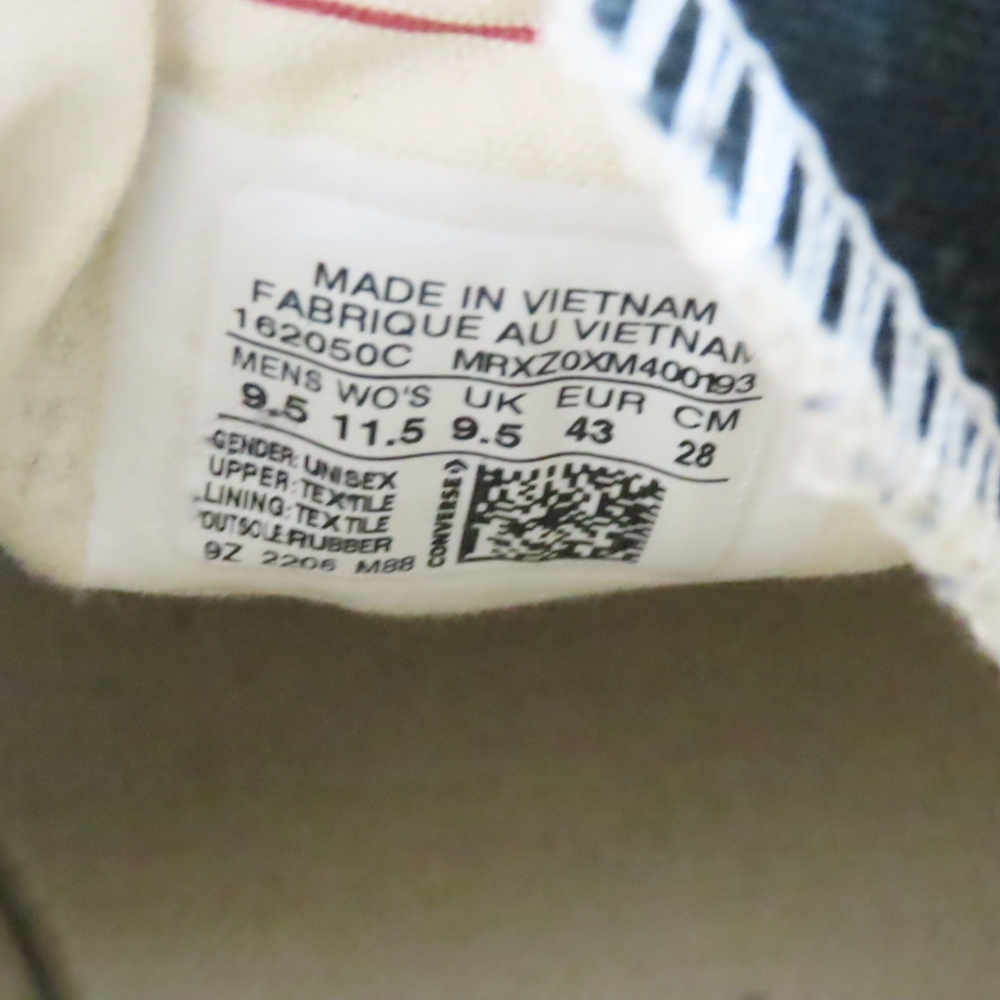 MADE IN VIETNAM
FABRIQUE AU VIETNAM
162050C MRXZ0XM400193
MENS WO'S UK EUR CM
9.5 11.5 9.5 43 28
GENDER: UNISEX
UPPER:TEXTILE
LINING:TEXTILE
OUTSOLE:RUBBER
9Z 2206 M88
CONVERSE